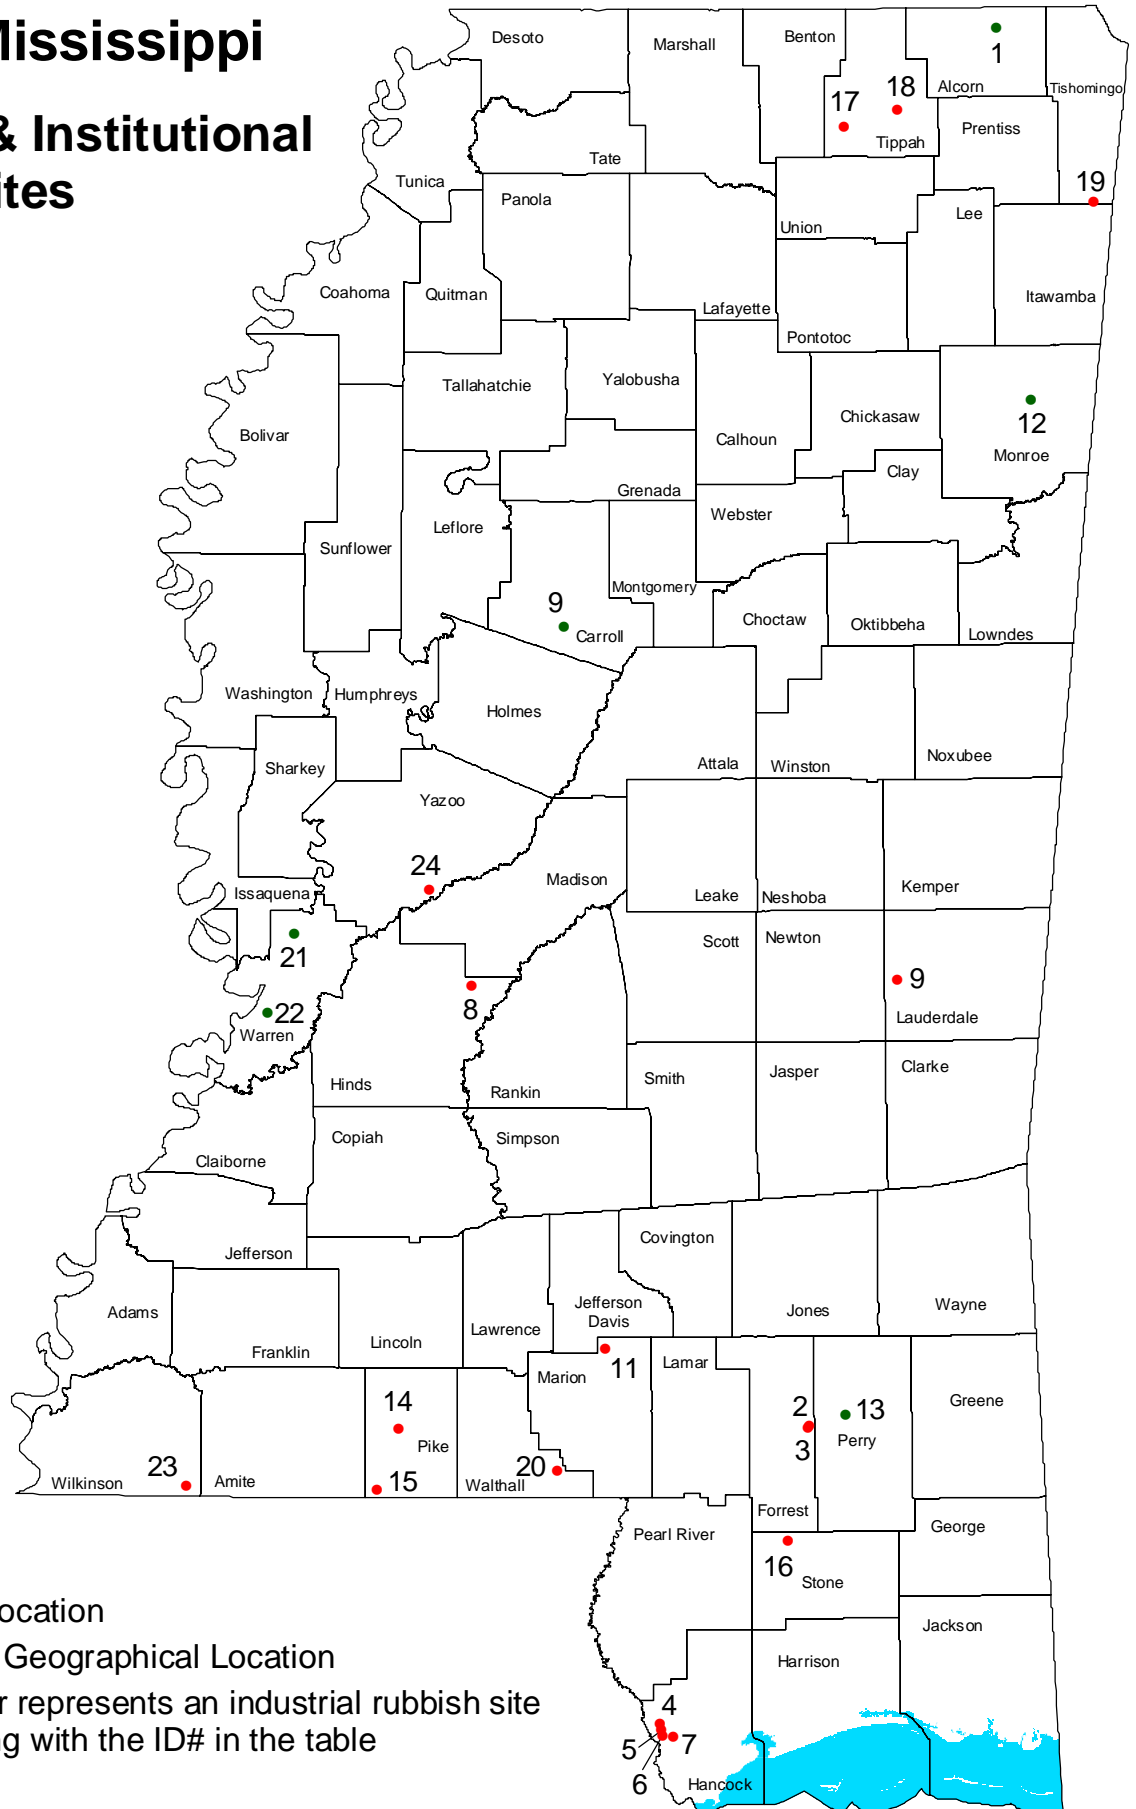 Mississippi
& Institutional
ites
Desoto
Marshall
Benton
1
Alcorn
Tishomingo
17
18
Tippah
Prentiss
Tate
Tunica
Panola
19
Lee
Union
Coahoma
Quitman
Lafayette
Itawamba
Pontotoc
Tallahatchie
Yalobusha
Chickasaw
12
Bolivar
Calhoun
Monroe
Clay
Grenada
Leflore
Webster
Sunflower
Montgomery
9
Carroll
Choctaw
Oktibbeha
Lowndes
Washington
Humphreys
Holmes
Sharkey
Attala
Winston
Noxubee
Yazoo
24
Issaquena
Madison
Leake
Neshoba
Kemper
21
Scott
Newton
9
22
8
Warren
Lauderdale
Hinds
Rankin
Smith
Jasper
Clarke
Copiah
Simpson
Claiborne
Jefferson
Covington
Adams
Jefferson
Davis
Jones
Wayne
Franklin
Lincoln
Lawrence
Marion
11
Lamar
14
2
13
Greene
Pike
3
Perry
23
20
Wilkinson
Amite
15
Walthall
Forrest
Pearl River
George
16
Stone
ocation
Jackson
Geographical Location
Harrison
r represents an industrial rubbish site
4
g with the ID# in the table
5
7
6
Hancock